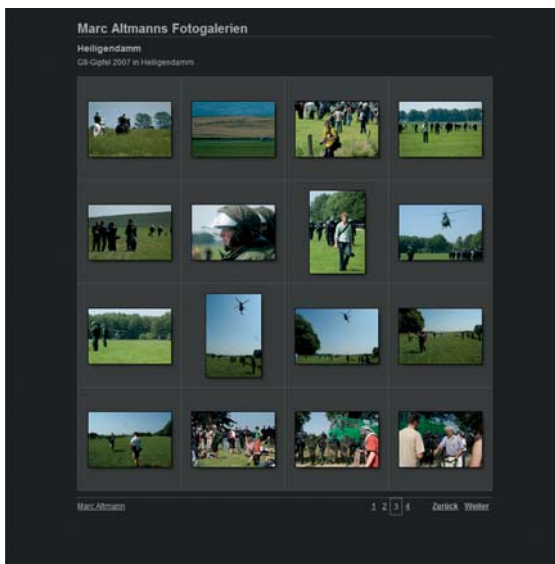 Marc Altmanns Fotogalerien
Heiligendamm
G8-Gipfel 2007 in Heiligendamm
Marc Altmann 1 2 3 4 Zurück Weiter